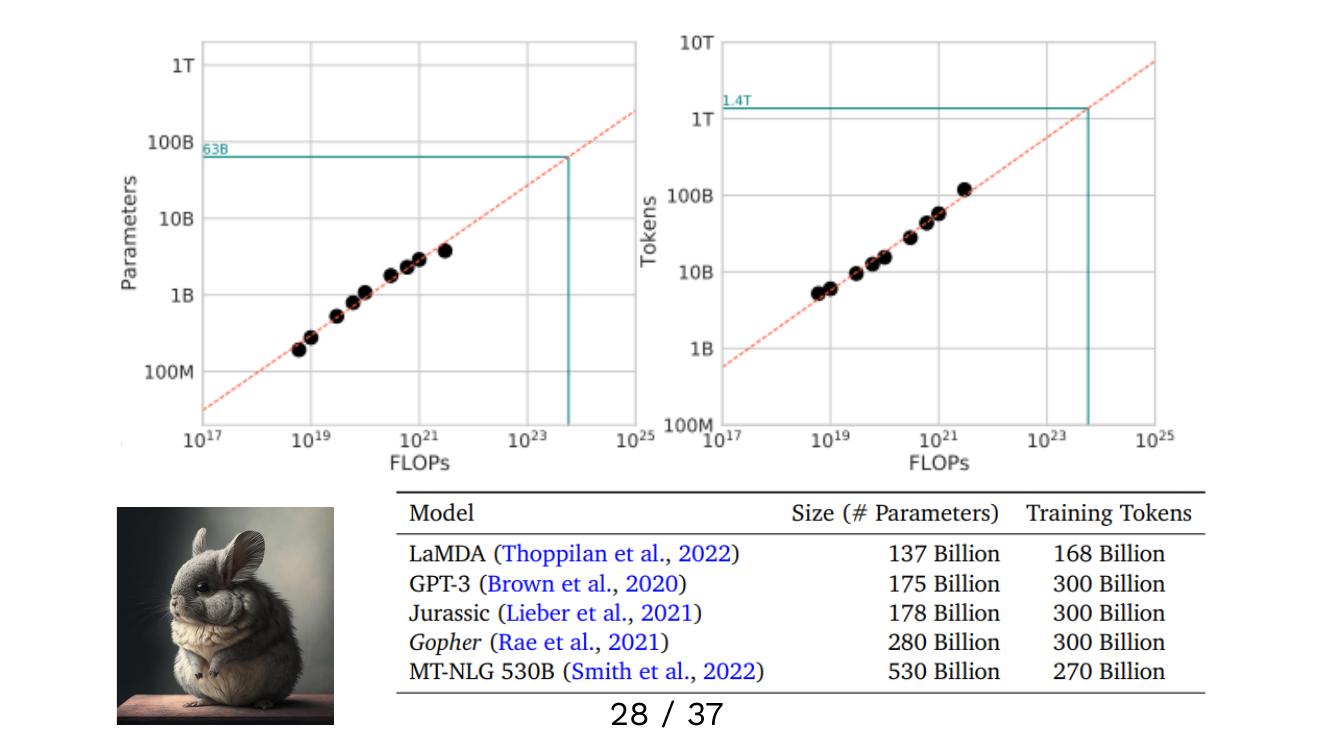 1T
100B
63B
10B
1B
100M
Parameters
10^17 10^19 10^21 10^23 10^25
FLOPs
10T
1.4T
1T
100B
10B
1B
100M
Tokens
10^17 10^19 10^21 10^23 10^25
FLOPs
Model Size (# Parameters) Training Tokens
LaMDA (Thoppilan et al., 2022) 137 Billion 168 Billion
GPT-3 (Brown et al., 2020) 175 Billion 300 Billion
Jurassic (Lieber et al., 2021) 178 Billion 300 Billion
Gopher (Rae et al., 2021) 280 Billion 300 Billion
MT-NLG 530B (Smith et al., 2022) 530 Billion 270 Billion
28 / 37